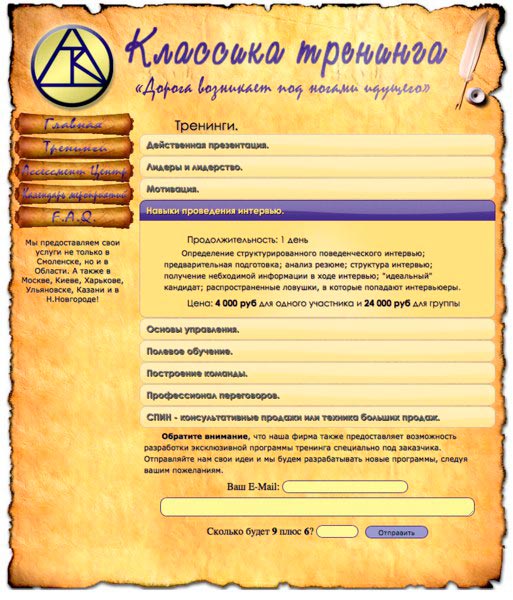 Классика тренинга
«Дорога возникает под ногами идущего»
Главная
Тренинги
Ассессмент Центр
Календарь мероприятий
F.A.Q.
Мы предоставляем свои
услуги не только в
Смоленске, но и в
Области. А также в
Москве, Киеве, Харькове,
Ульяновске, Казани и в
Н.Новгороде!
Тренинги.
Действенная презентация.
Лидеры и лидерство.
Мотивация.
Навыки проведения интервью.
Продолжительность: 1 день
Определение структурированного поведенческого интервью;
предварительная подготовка; анализ резюме; структура интервью;
получение небходимой информации в ходе интервью; "идеальный"
кандидат; распространенные ловушки, в которые попадают интервьюеры.
Цена: 4 000 руб для одного участника и 24 000 руб для группы
Основы управления.
Полевое обучение.
Построение команды.
Профессионал переговоров.
СПИН - консультативные продажи или техника больших продаж.
Обратите внимание, что наша фирма также предоставляет возможность
разработки эксклюзивной программы тренинга специально под заказчика.
Отправляйте нам свои идеи и мы будем разрабатывать новые программы, следуя
вашим пожеланиям.
Ваш E-Mail:
Сколько будет 9 плюс 6?
Отправить